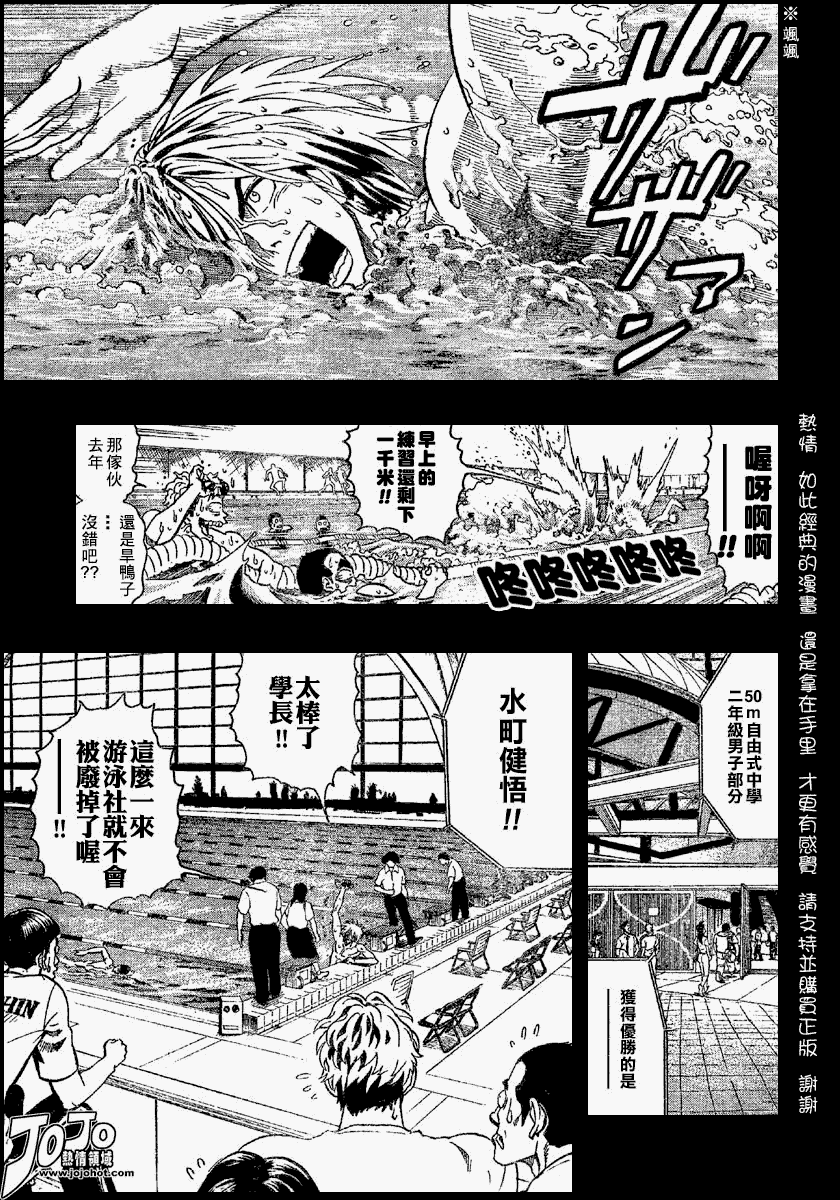 ※颯颯
ザザザァン
喔呀啊啊
——!!
早上的
練習還剩下
一千米!!
咚咚咚咚咚
那傢伙
去年
還是旱鴨子
…
沒錯吧??
50m自由式中學
二年級男子部分
——獲得優勝的是
水町健悟!!
太棒了
學長!!
這麼一來
游泳社就不會
被廢掉了喔
——!!
HIN
熱情 如此經典的漫畫 還是拿在手里 才更有感覺 請支持並購買正版 謝謝
JOJO
熱情領域
www.jojohot.com